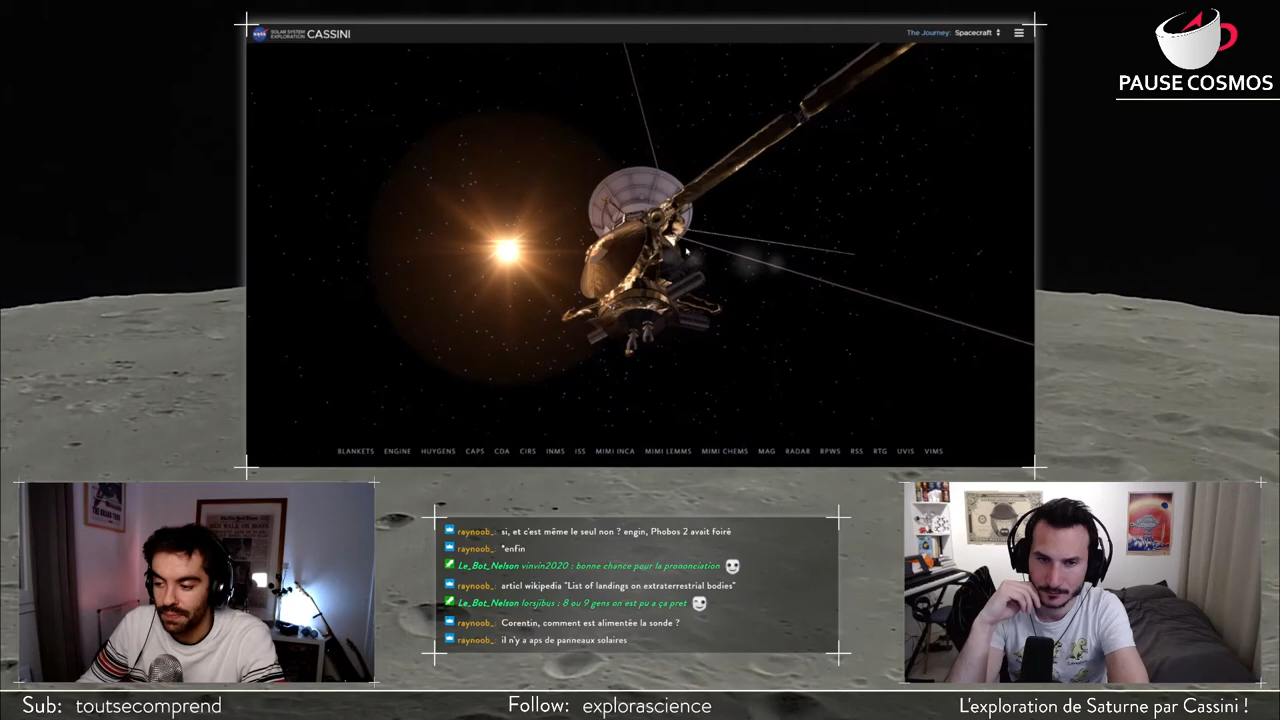 SOLAR SYSTEM
EXPLORATION
CASSINI
The Journey: Spacecraft
PAUSE COSMOS
BLANKETS ENGINE HUYGENS CAPS CDA CIRS INMS ISS MIMI INCA MIMI LEMMS MIMI CHEMS MAG RADAR RPWS RSS RTG UVIS VIMS
raynoob_: si, et c'est même le seul non ? engin, Phobos 2 avait foiré
raynoob_: *enfin
Le_Bot_Nelson vinvin2020 : bonne chance pour la prononciation
raynoob_: articl wikipedia "List of landings on extraterrestrial bodies"
Le_Bot_Nelson lorsjibus : 8 ou 9 gens on est pu a ça pret
raynoob_: Corentin, comment est alimentée la sonde ?
raynoob_: il n'y a aps de panneaux solaires
Sub: toutsecomprend
Follow: explorascience
L'exploration de Saturne par Cassini !